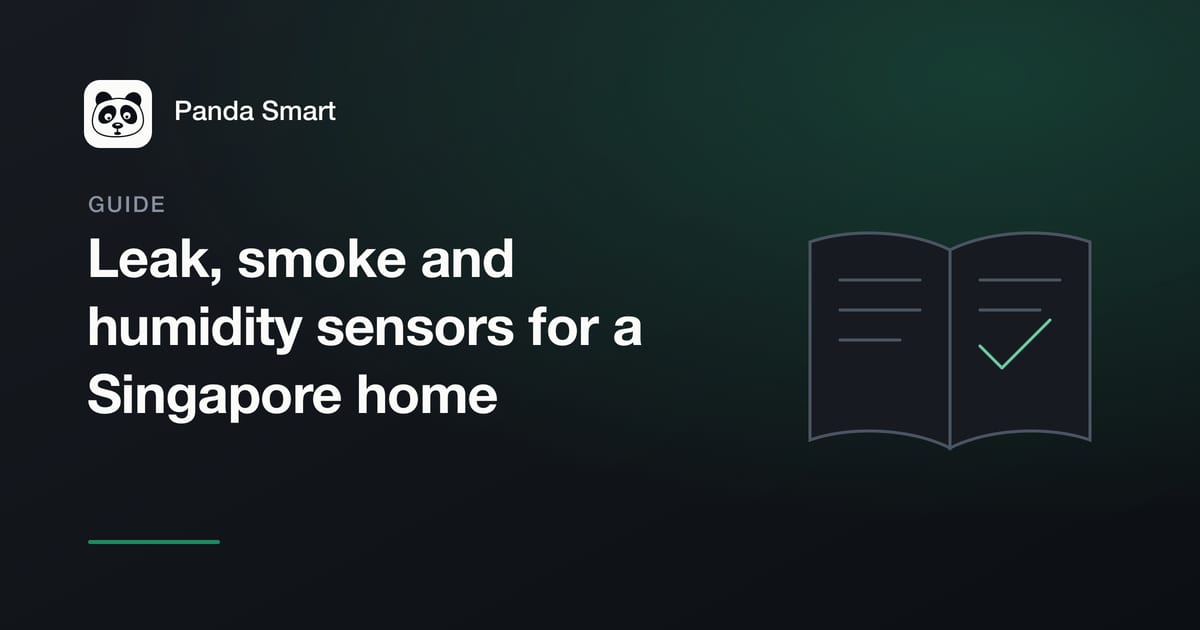 Panda Smart
GUIDE
Leak, smoke and
humidity sensors for a
Singapore home